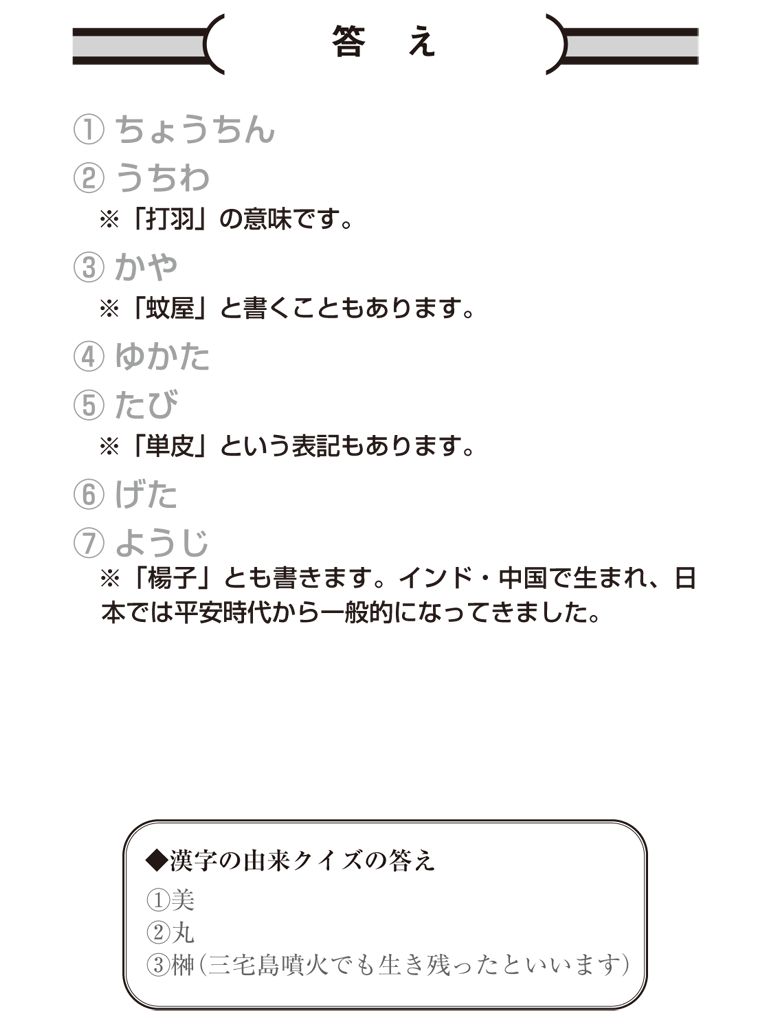 答 え
① ちょうちん
② うちわ
※「打羽」の意味です。
③ かや
※「蚊屋」と書くこともあります。
④ ゆかた
⑤ たび
※「単皮」という表記もあります。
⑥ げた
⑦ ようじ
※「楊子」とも書きます。インド・中国で生まれ、日
本では平安時代から一般的になってきました。
◆漢字の由来クイズの答え
①美
②丸
③榊(三宅島噴火でも生き残ったといいます)